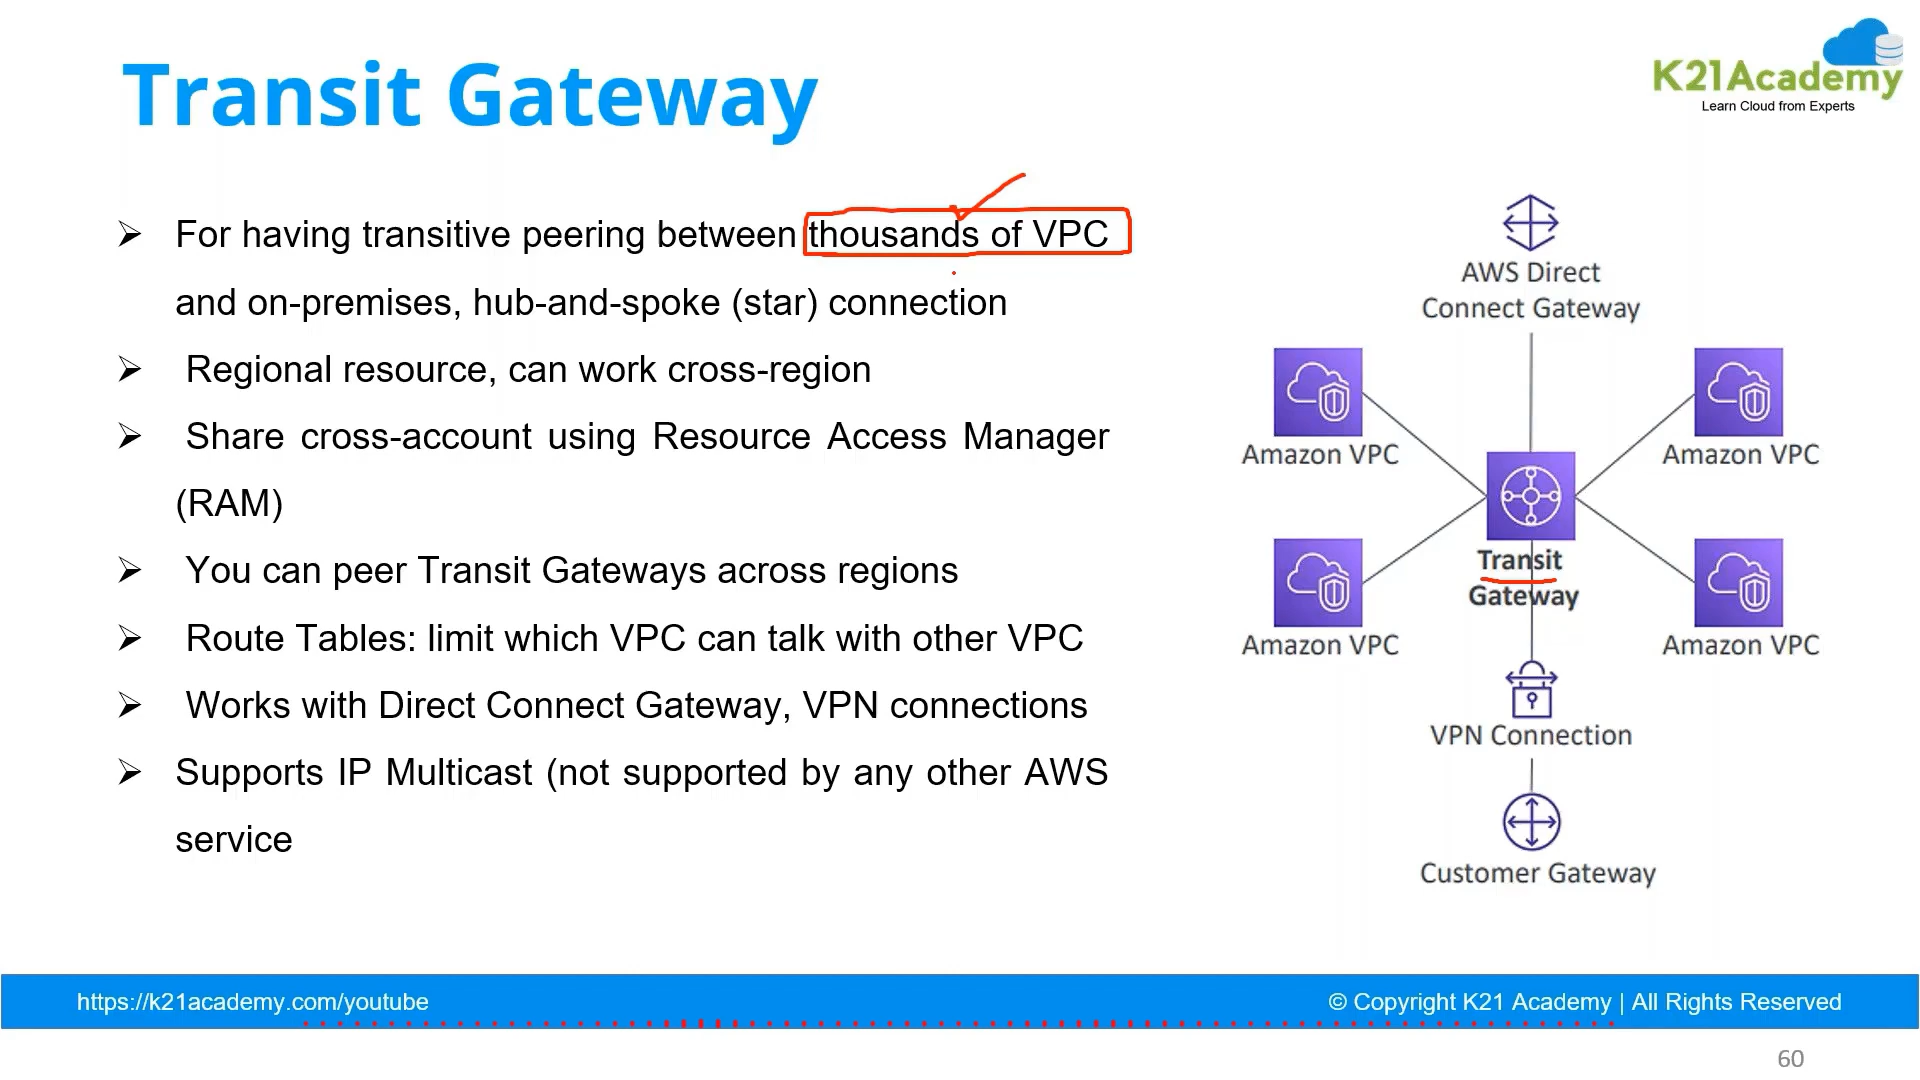 Transit Gateway
K21Academy
Learn Cloud from Experts
For having transitive peering between thousands of VPC
and on-premises, hub-and-spoke (star) connection
Regional resource, can work cross-region
Share cross-account using Resource Access Manager
(RAM)
You can peer Transit Gateways across regions
Route Tables: limit which VPC can talk with other VPC
Works with Direct Connect Gateway, VPN connections
Supports IP Multicast (not supported by any other AWS
service
AWS Direct
Connect Gateway
Amazon VPC
Amazon VPC
Transit
Gateway
Amazon VPC
Amazon VPC
VPN Connection
Customer Gateway
https://k21academy.com/youtube
© Copyright K21 Academy | All Rights Reserved
60